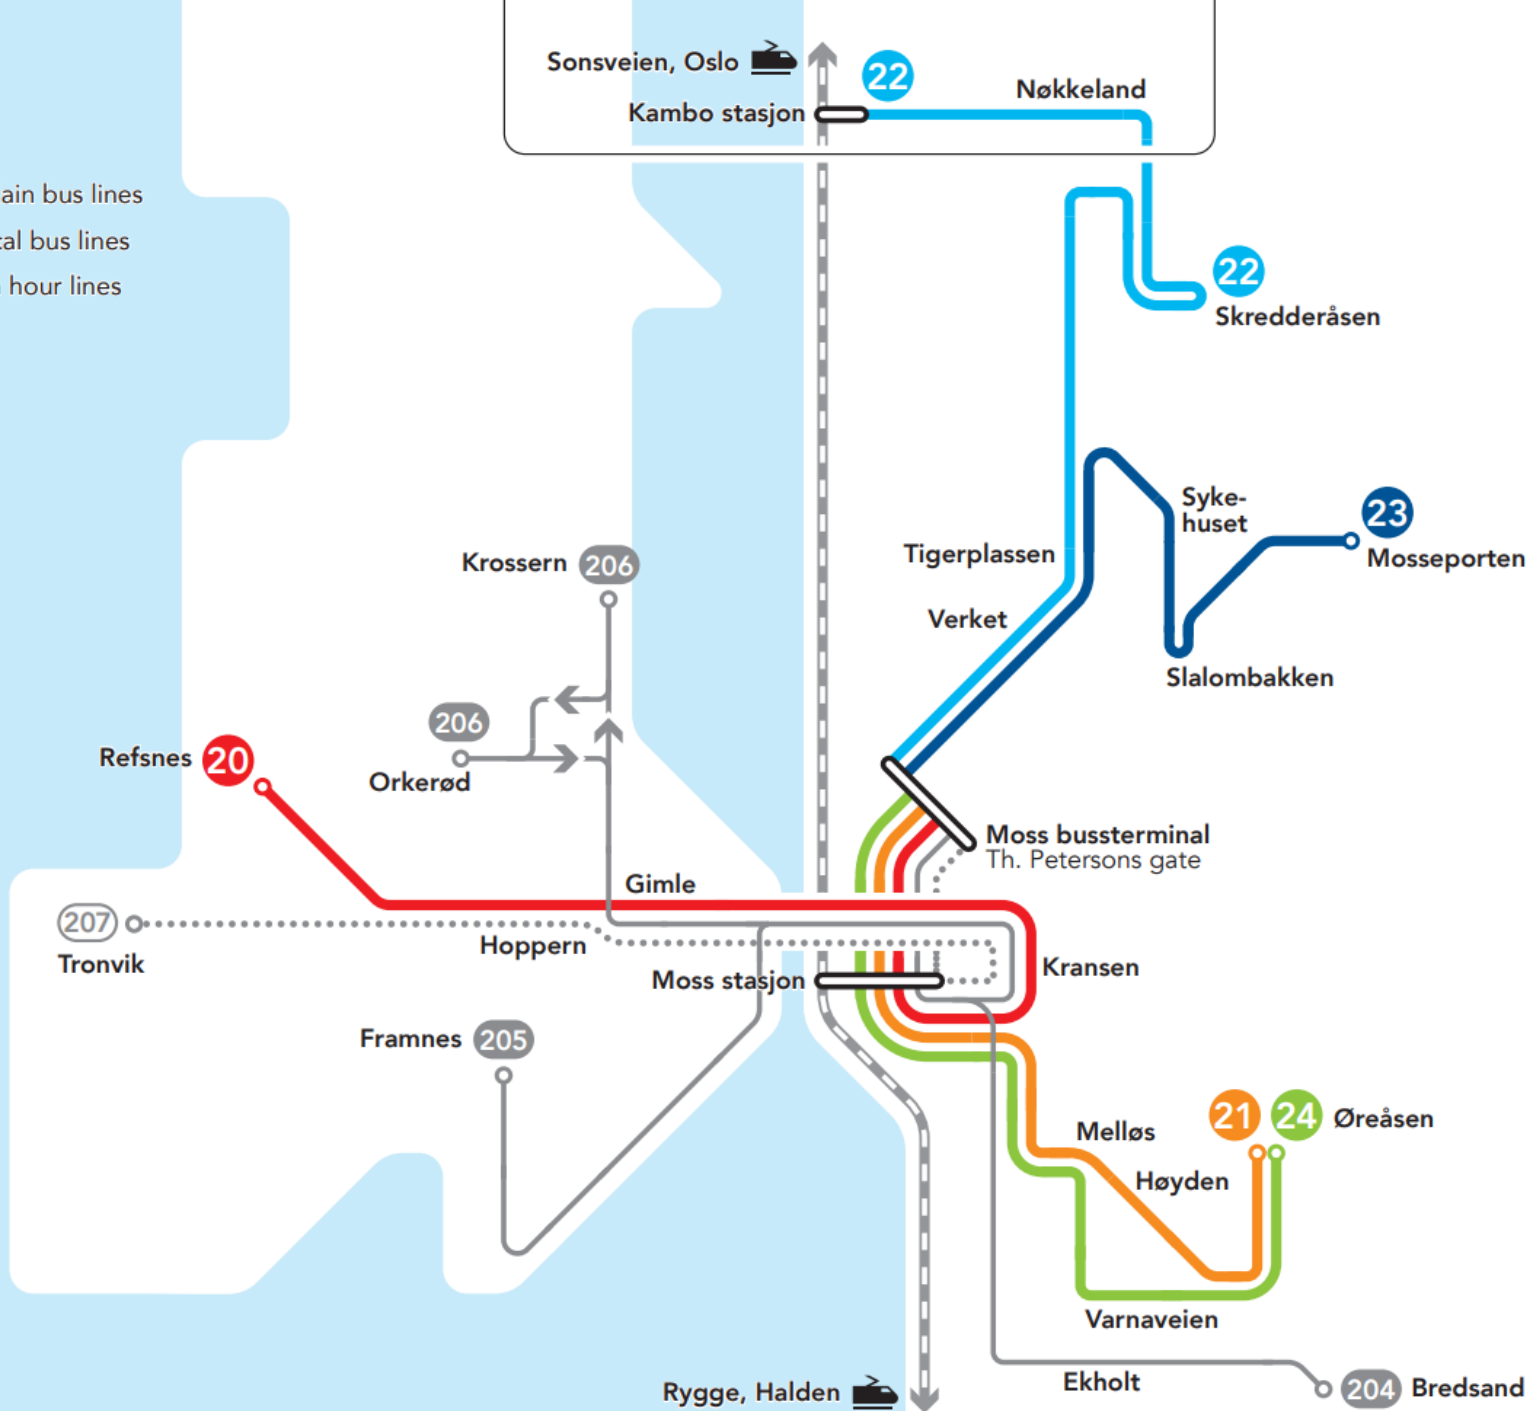 Sonsveien, Oslo
22
Nøkkeland
Kambo stasjon
ain bus lines
cal bus lines
hour lines
22
Skredderåsen
Syke-
huset
23
Mosseporten
Tigerplassen
Krossern 206
Verket
Slalombakken
206
Orkerød
Refsnes 20
Moss bussterminal
Th. Petersons gate
Gimle
207
Tronvik
Hoppern
Kransen
Moss stasjon
Framnes 205
21 24 Øreåsen
Melløs
Høyden
Varnaveien
Ekholt
204 Bredsand
Rygge, Halden